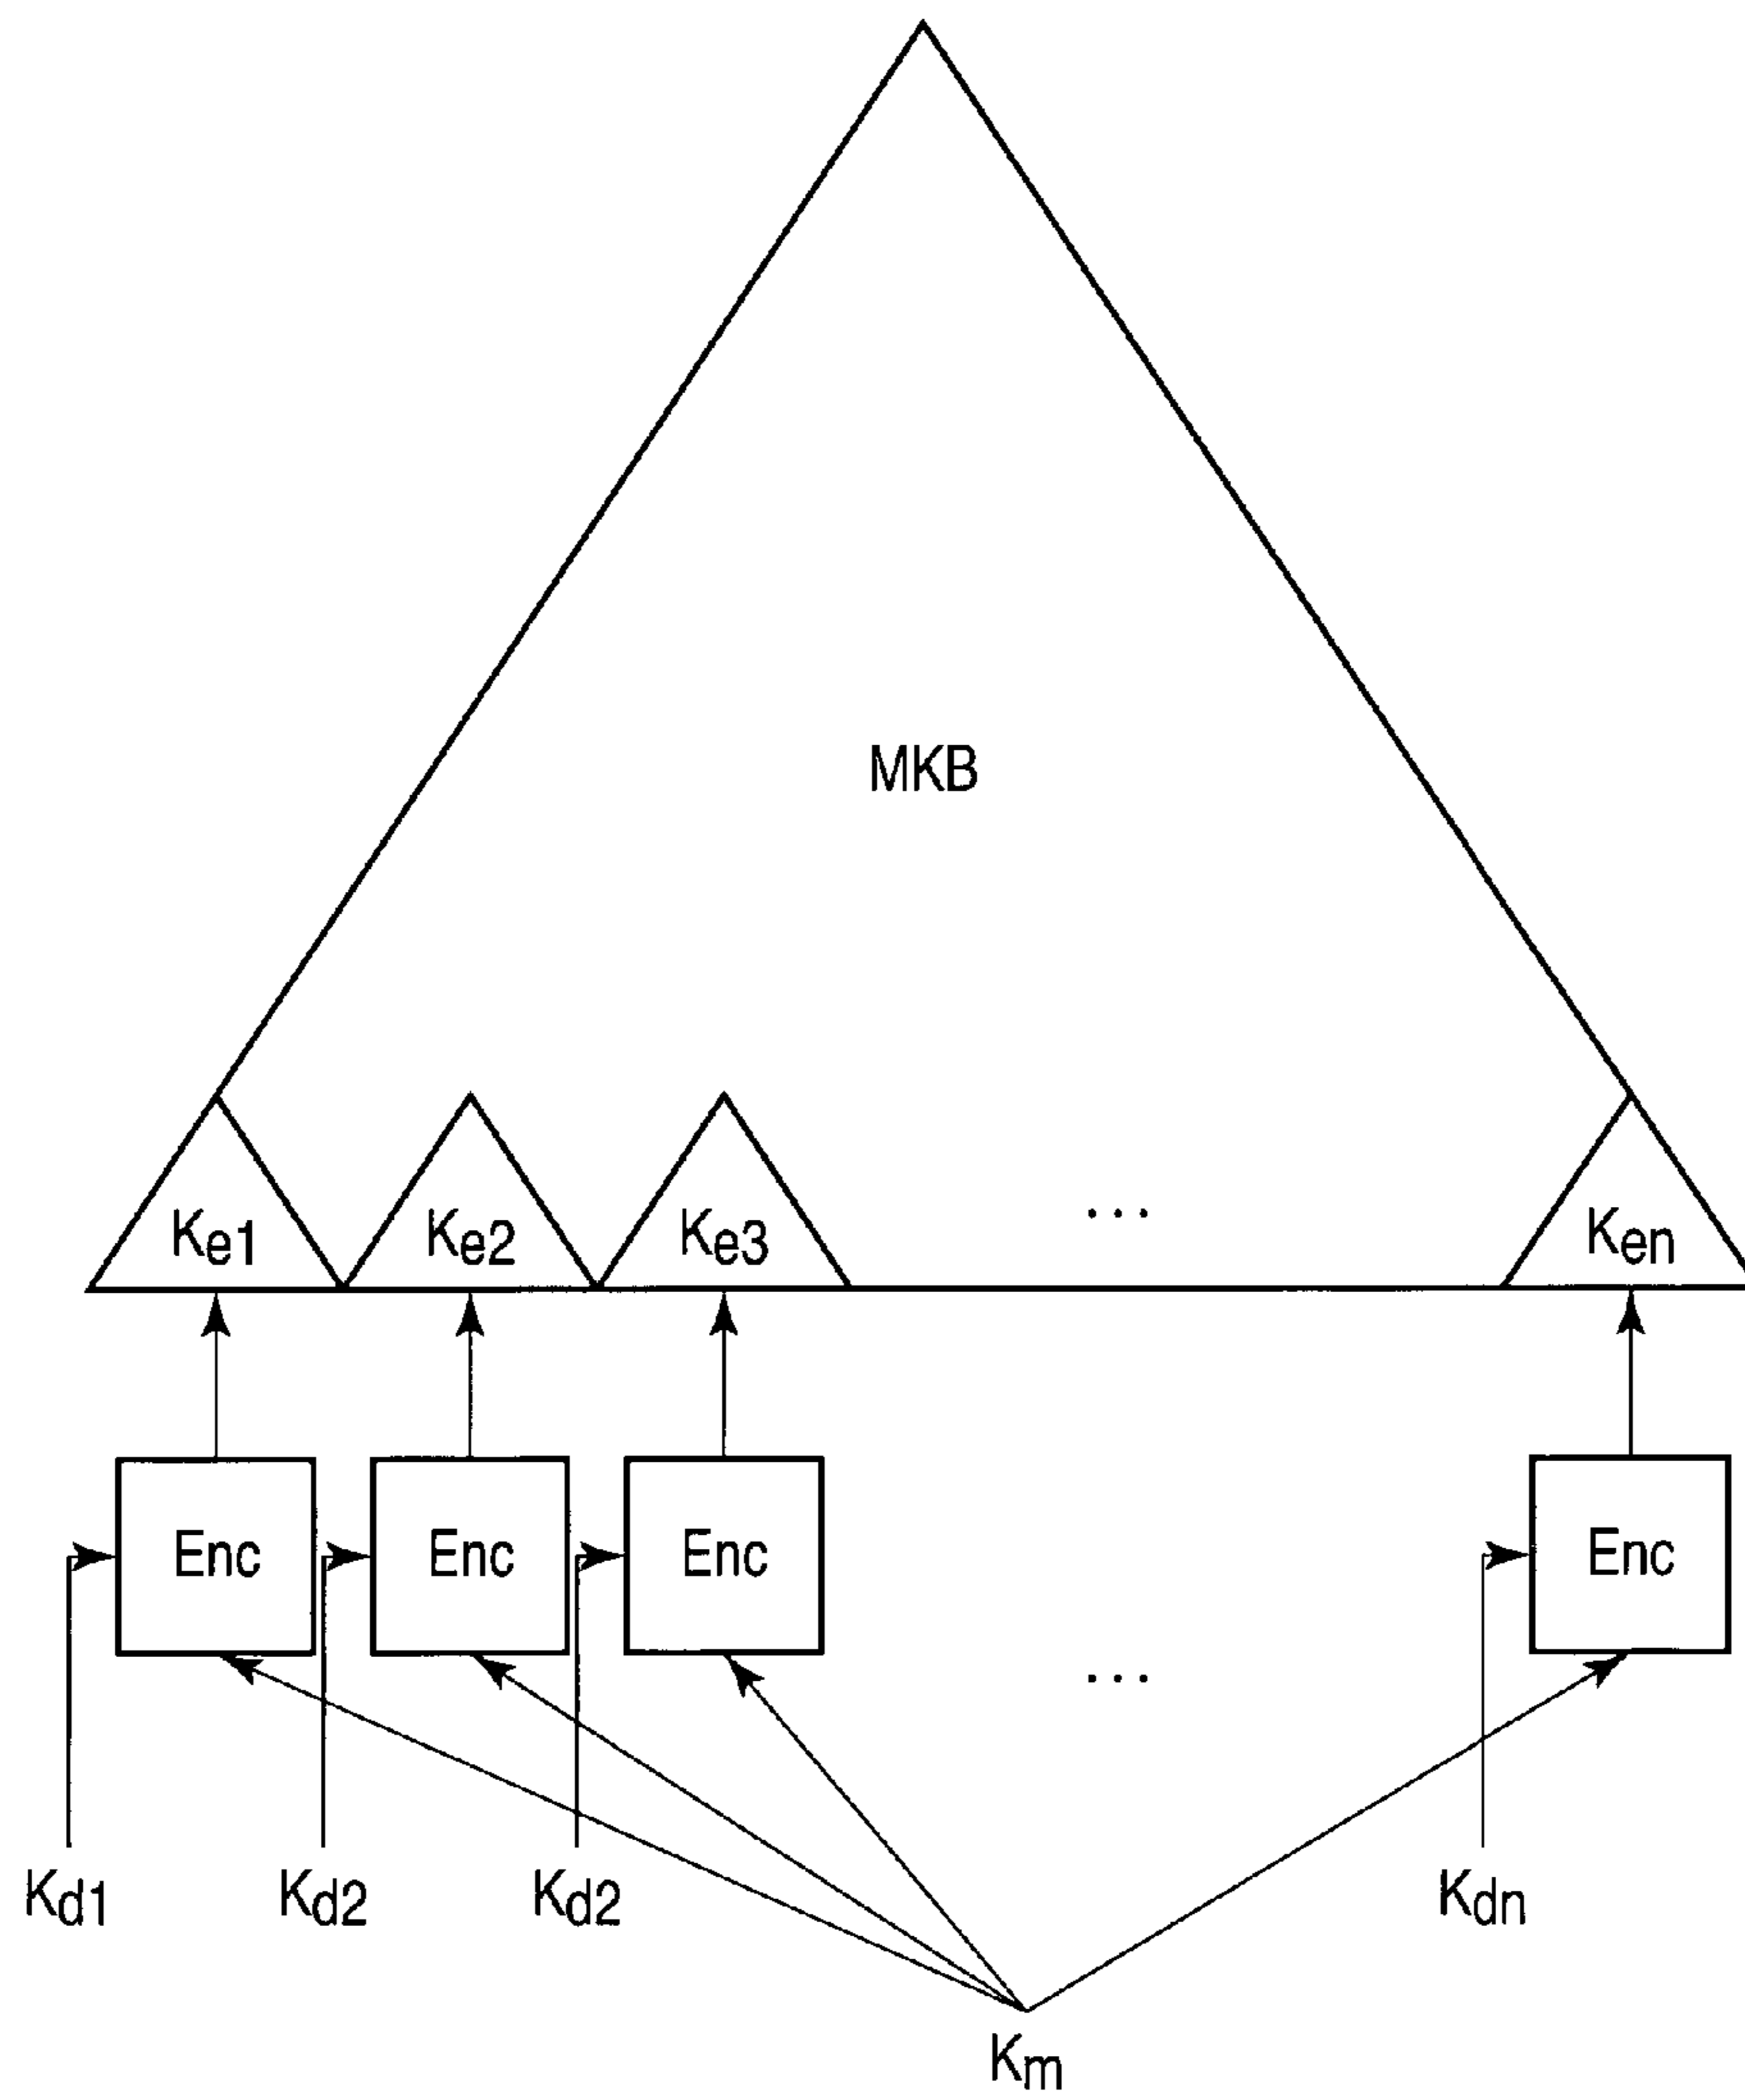 MKB
Ke1 Ke2 Ke3 ... Ken
Enc Enc Enc Enc
...
Kd1 Kd2 Kd2 Kdn
Km